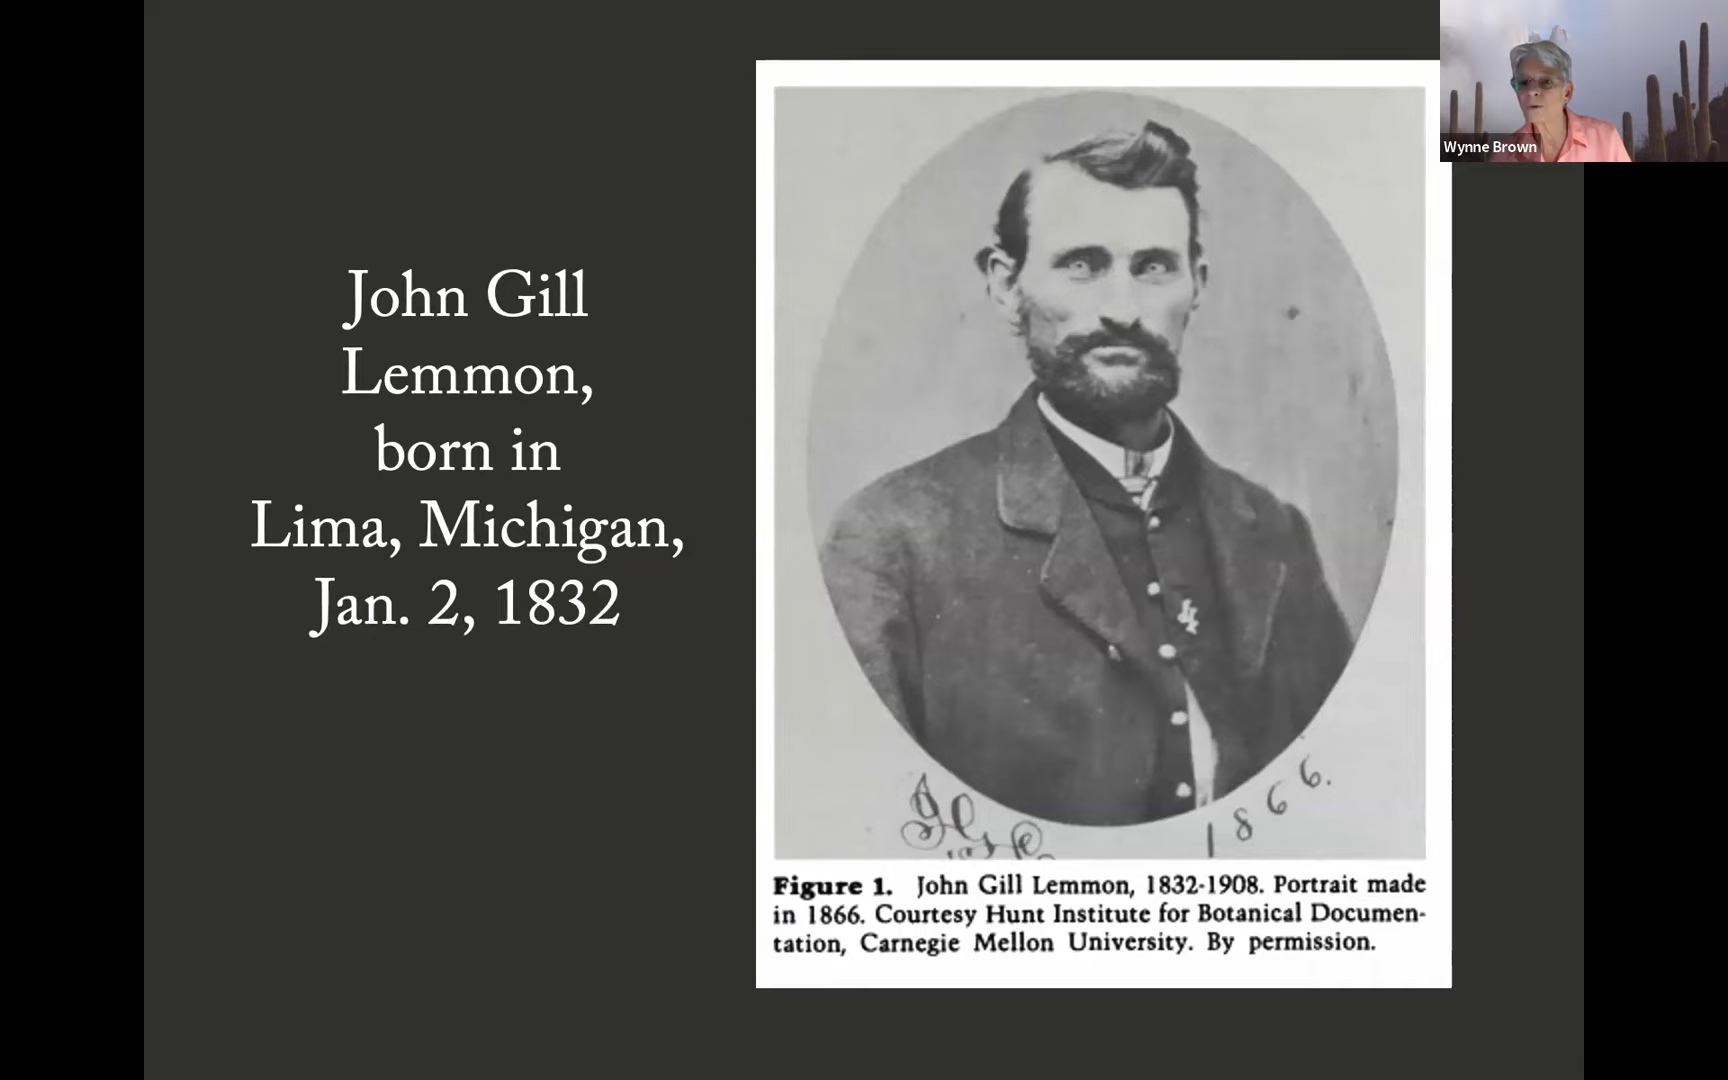 John Gill
Lemmon,
born in
Lima, Michigan,
Jan. 2, 1832
Wynne Brown
1866.
Figure 1. John Gill Lemmon, 1832-1908. Portrait made
in 1866. Courtesy Hunt Institute for Botanical Documen-
tation, Carnegie Mellon University. By permission.